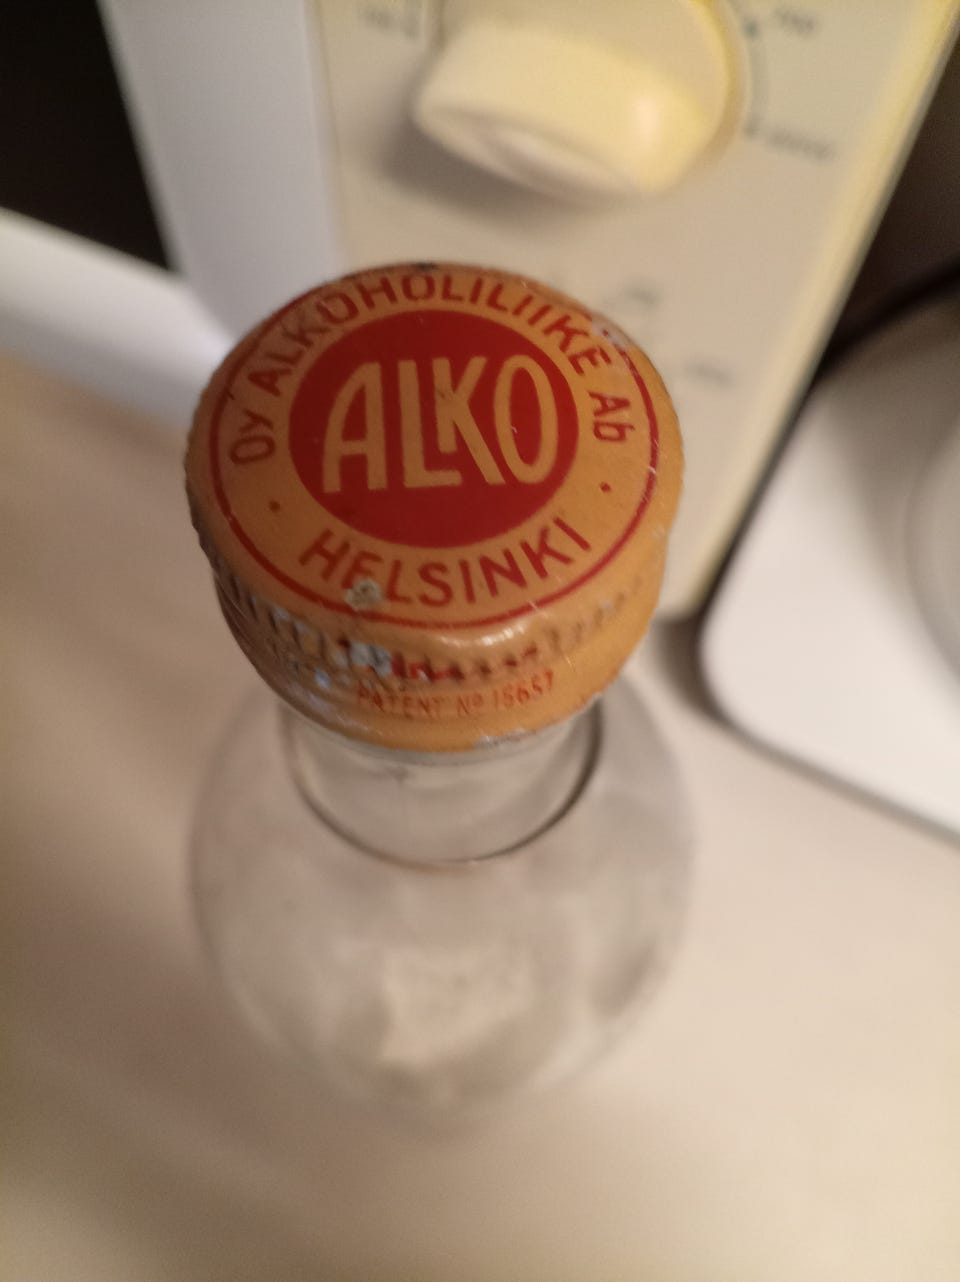 Oy ALKOHOLILIIKE Ab
ALKO
HELSINKI
PATENT No 15657